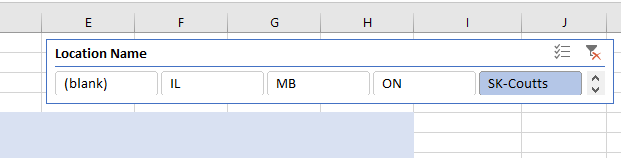 E F G H I J
Location Name
(blank) IL MB ON SK-Coutts